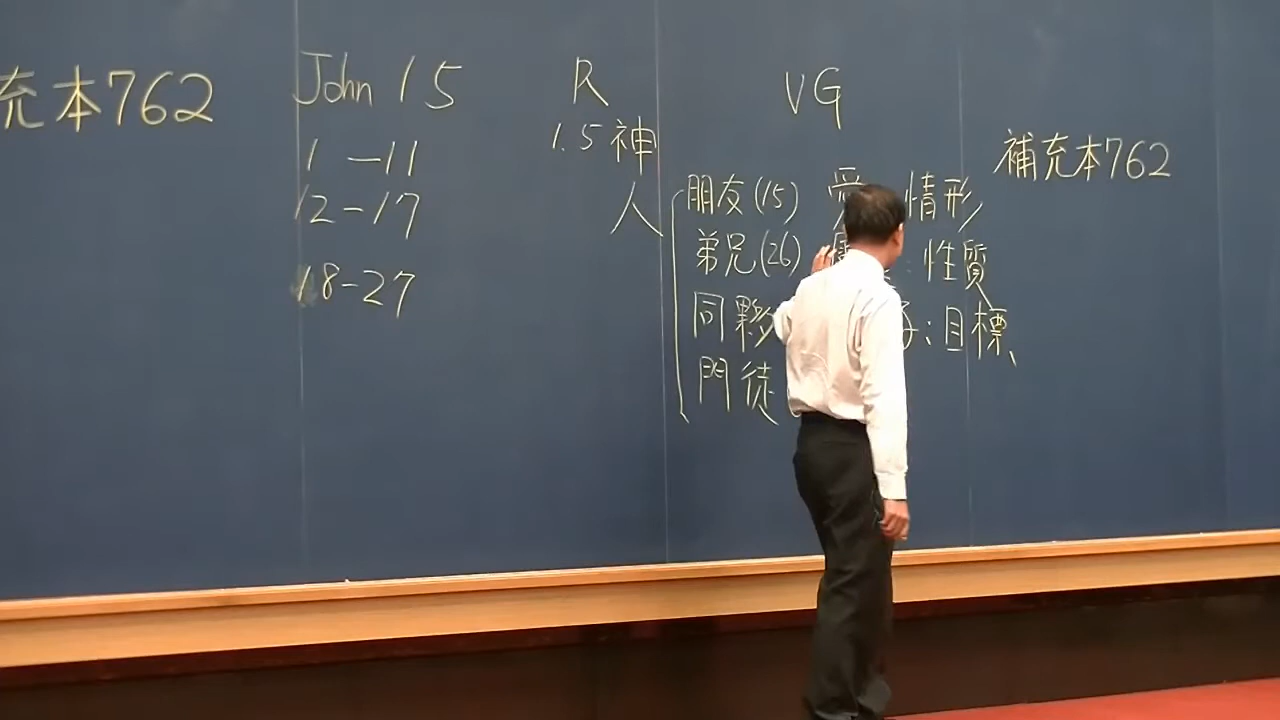 充本762
John 15
1-11
12-17
18-27
R
1.5 神
人
VG
朋友(15) 情形
弟兄(26) : 性質
同夥 : 目標
門徒
補充本762